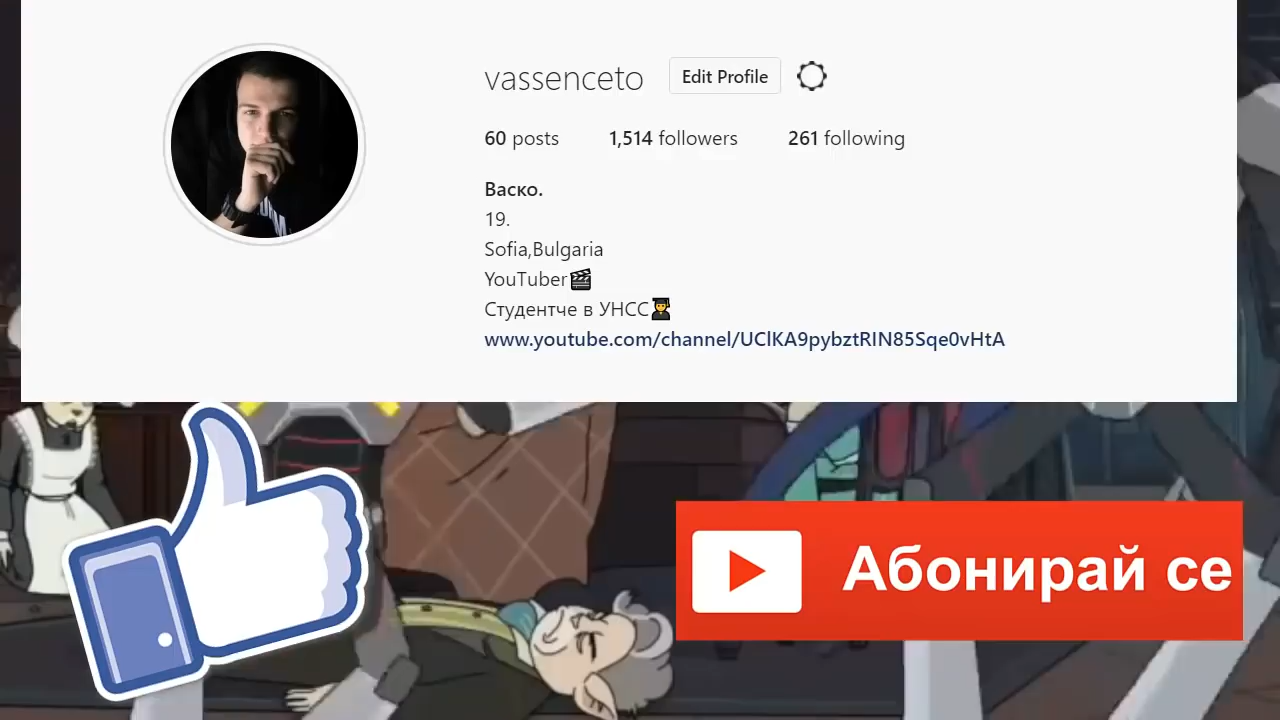 vassenceto Edit Profile
60 posts 1,514 followers 261 following
Васко.
19.
Sofia,Bulgaria
YouTuber🎬
Студентче в УНСС👨‍🎓
www.youtube.com/channel/UClKA9pybztRIN85Sqe0vHtA
Абонирай се